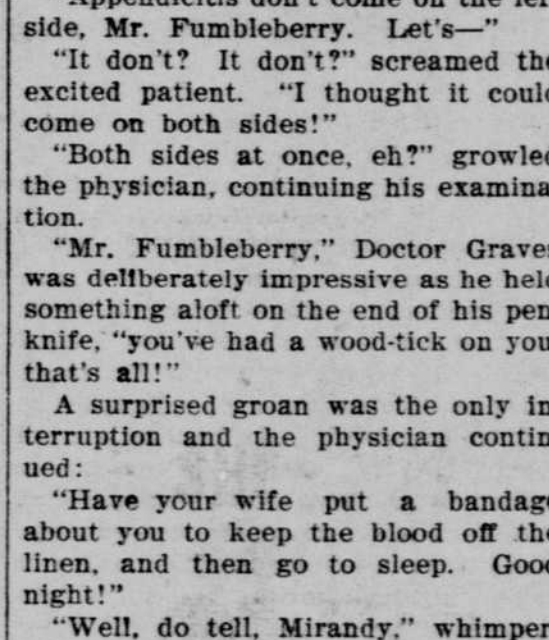 side, Mr. Fumbleberry. Let's—"
"It don't? It don't?" screamed the
excited patient. "I thought it could
come on both sides!"
"Both sides at once, eh?" growled
the physician, continuing his examina
tion.
"Mr. Fumbleberry," Doctor Graves
was deliberately impressive as he held
something aloft on the end of his pen
knife, "you've had a wood-tick on you
that's all!"
A surprised groan was the only in
terruption and the physician contin
ued:
"Have your wife put a bandage
about you to keep the blood off the
linen, and then go to sleep. Good
night!"
"Well, do tell, Mirandy," whimper